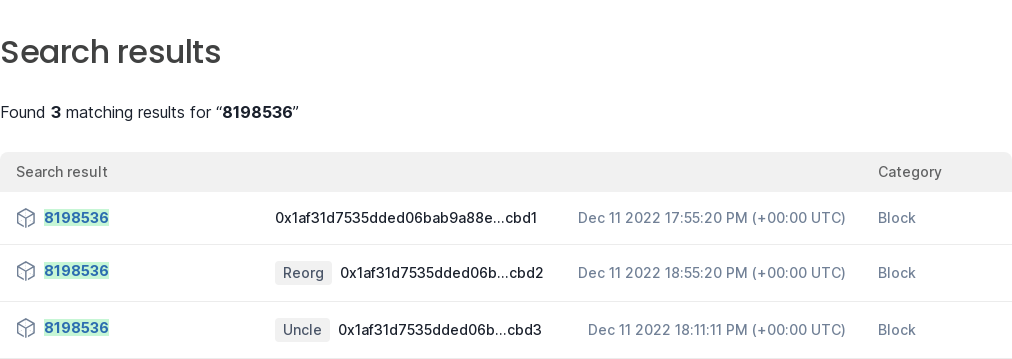 Search results
Found 3 matching results for “8198536”
Search result Category
8198536 0x1af31d7535dded06bab9a88e...cbd1 Dec 11 2022 17:55:20 PM (+00:00 UTC) Block
8198536 Reorg 0x1af31d7535dded06b...cbd2 Dec 11 2022 18:55:20 PM (+00:00 UTC) Block
8198536 Uncle 0x1af31d7535dded06b...cbd3 Dec 11 2022 18:11:11 PM (+00:00 UTC) Block